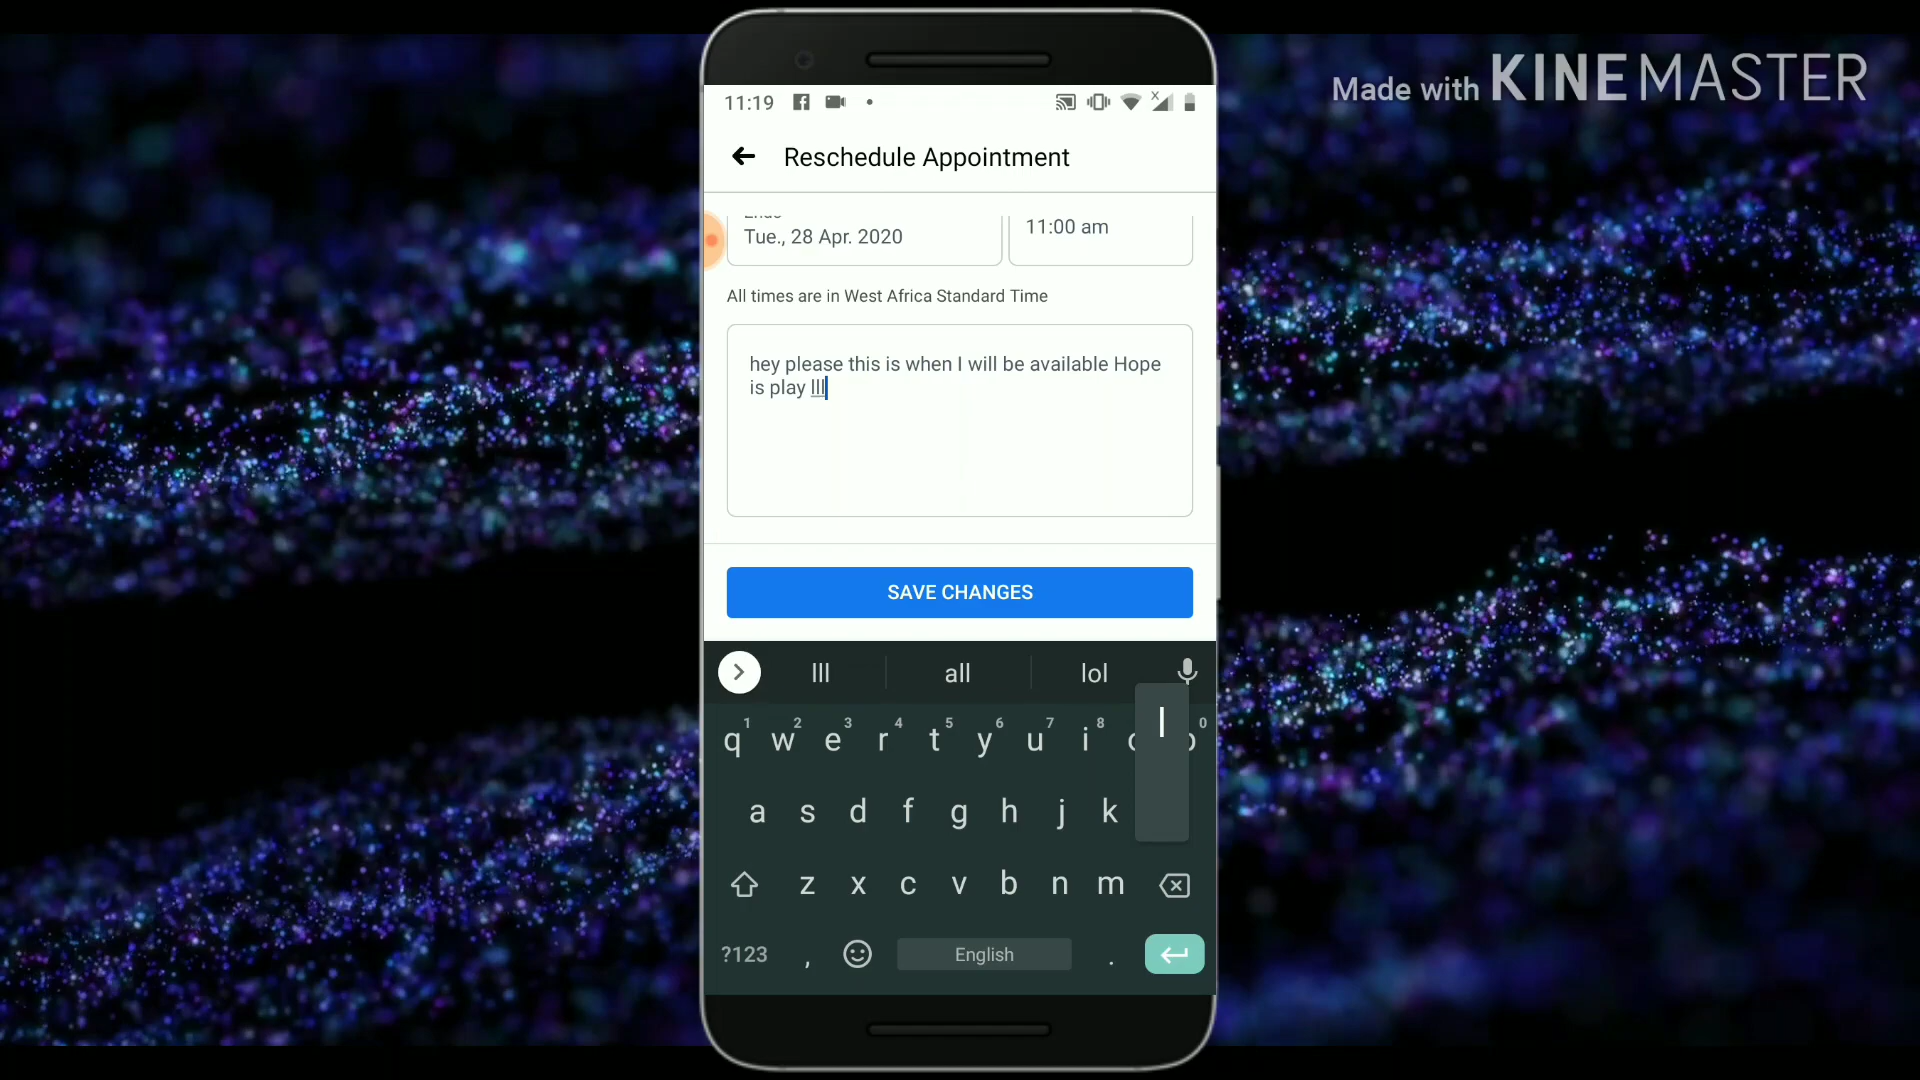 Made with KINEMASTER
11:19
Reschedule Appointment
Ends
Tue., 28 Apr. 2020
11:00 am
All times are in West Africa Standard Time
hey please this is when I will be available Hope
is play lll
SAVE CHANGES
lll all lol
1 2 3 4 5 6 7 8 0
q w e r t y u i o p
l
a s d f g h j k
z x c v b n m
?123 , English .